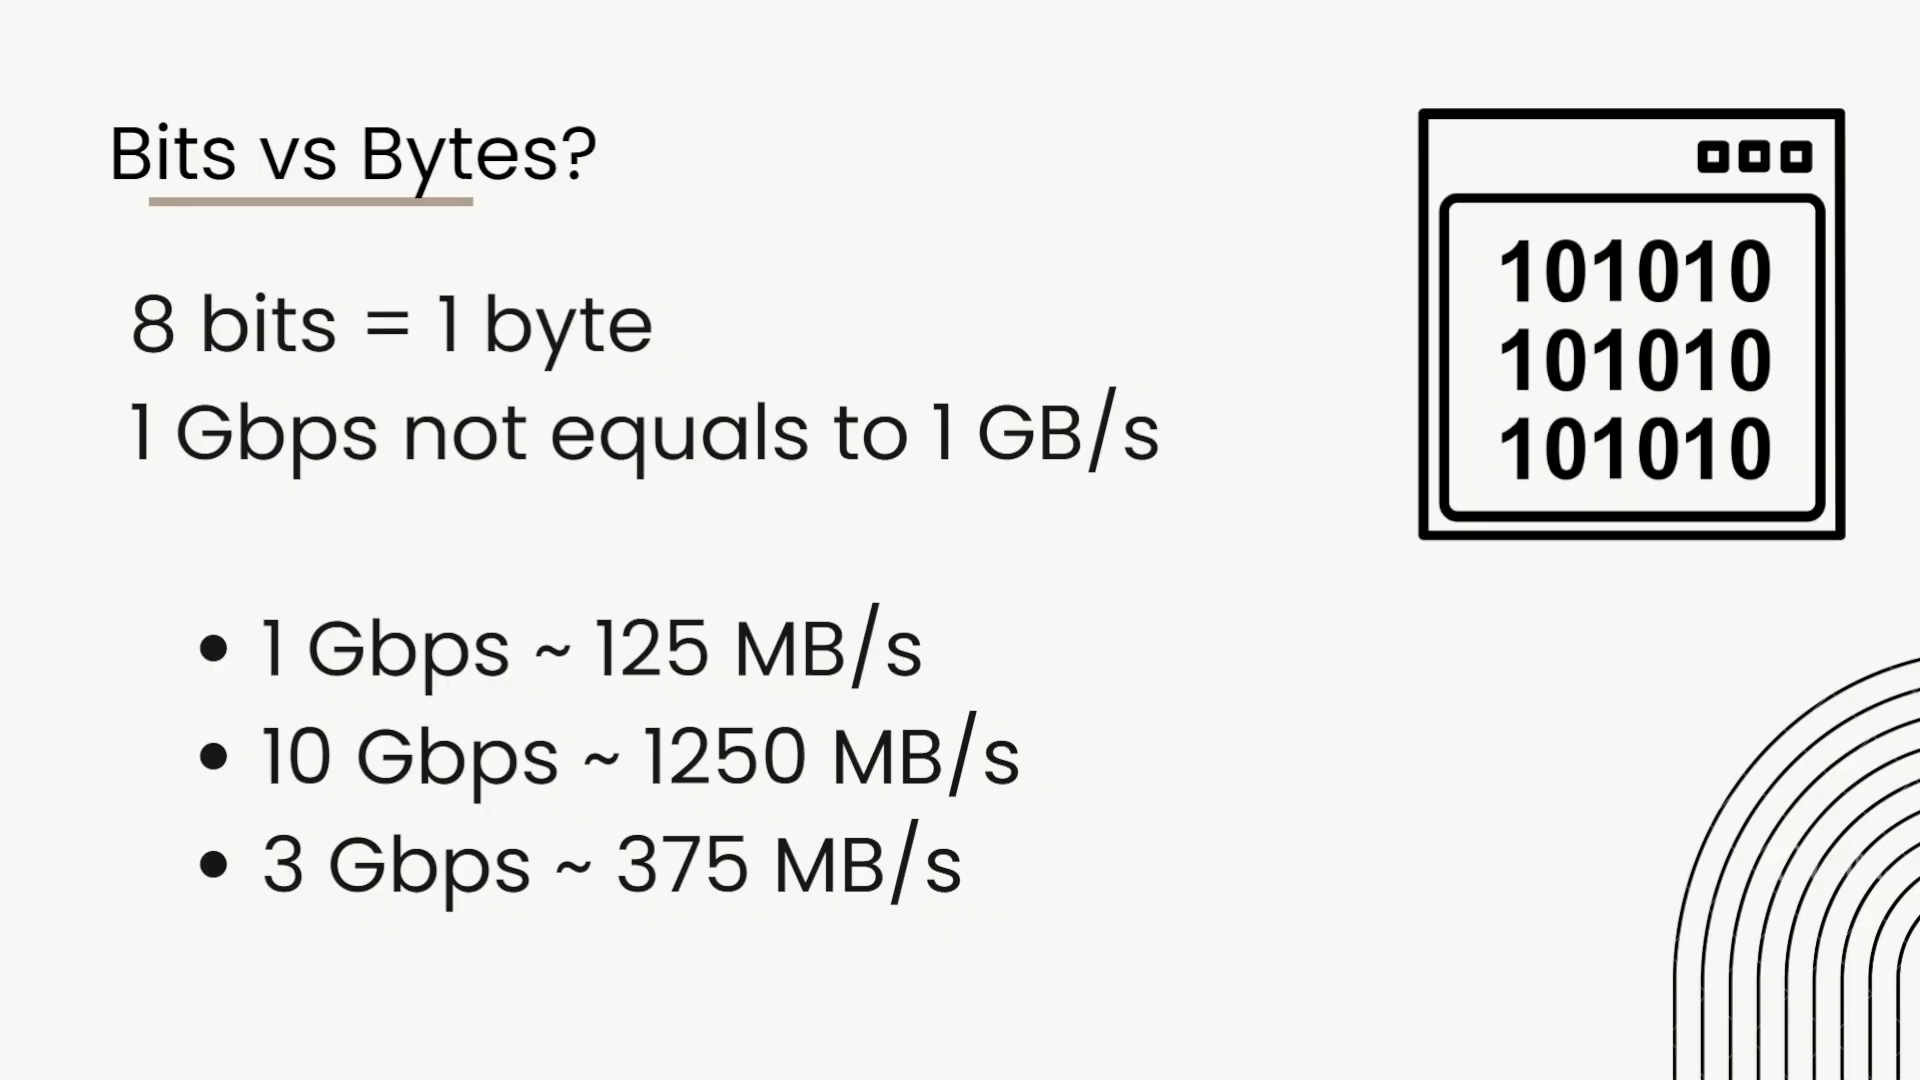 Bits vs Bytes?
8 bits = 1 byte
1 Gbps not equals to 1 GB/s
• 1 Gbps ~ 125 MB/s
• 10 Gbps ~ 1250 MB/s
• 3 Gbps ~ 375 MB/s
101010
101010
101010